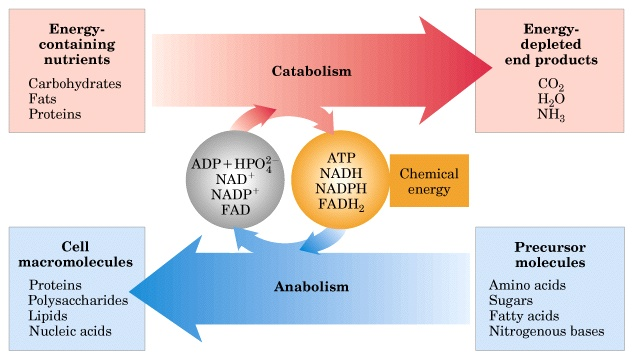 Energy-
containing
nutrients
Carbohydrates
Fats
Proteins
Catabolism
Energy-
depleted
end products
CO₂
H₂O
NH₃
ADP+HPO₄²⁻
NAD⁺
NADP⁺
FAD
ATP
NADH
NADPH
FADH₂
Chemical
energy
Cell
macromolecules
Proteins
Polysaccharides
Lipids
Nucleic acids
Anabolism
Precursor
molecules
Amino acids
Sugars
Fatty acids
Nitrogenous bases